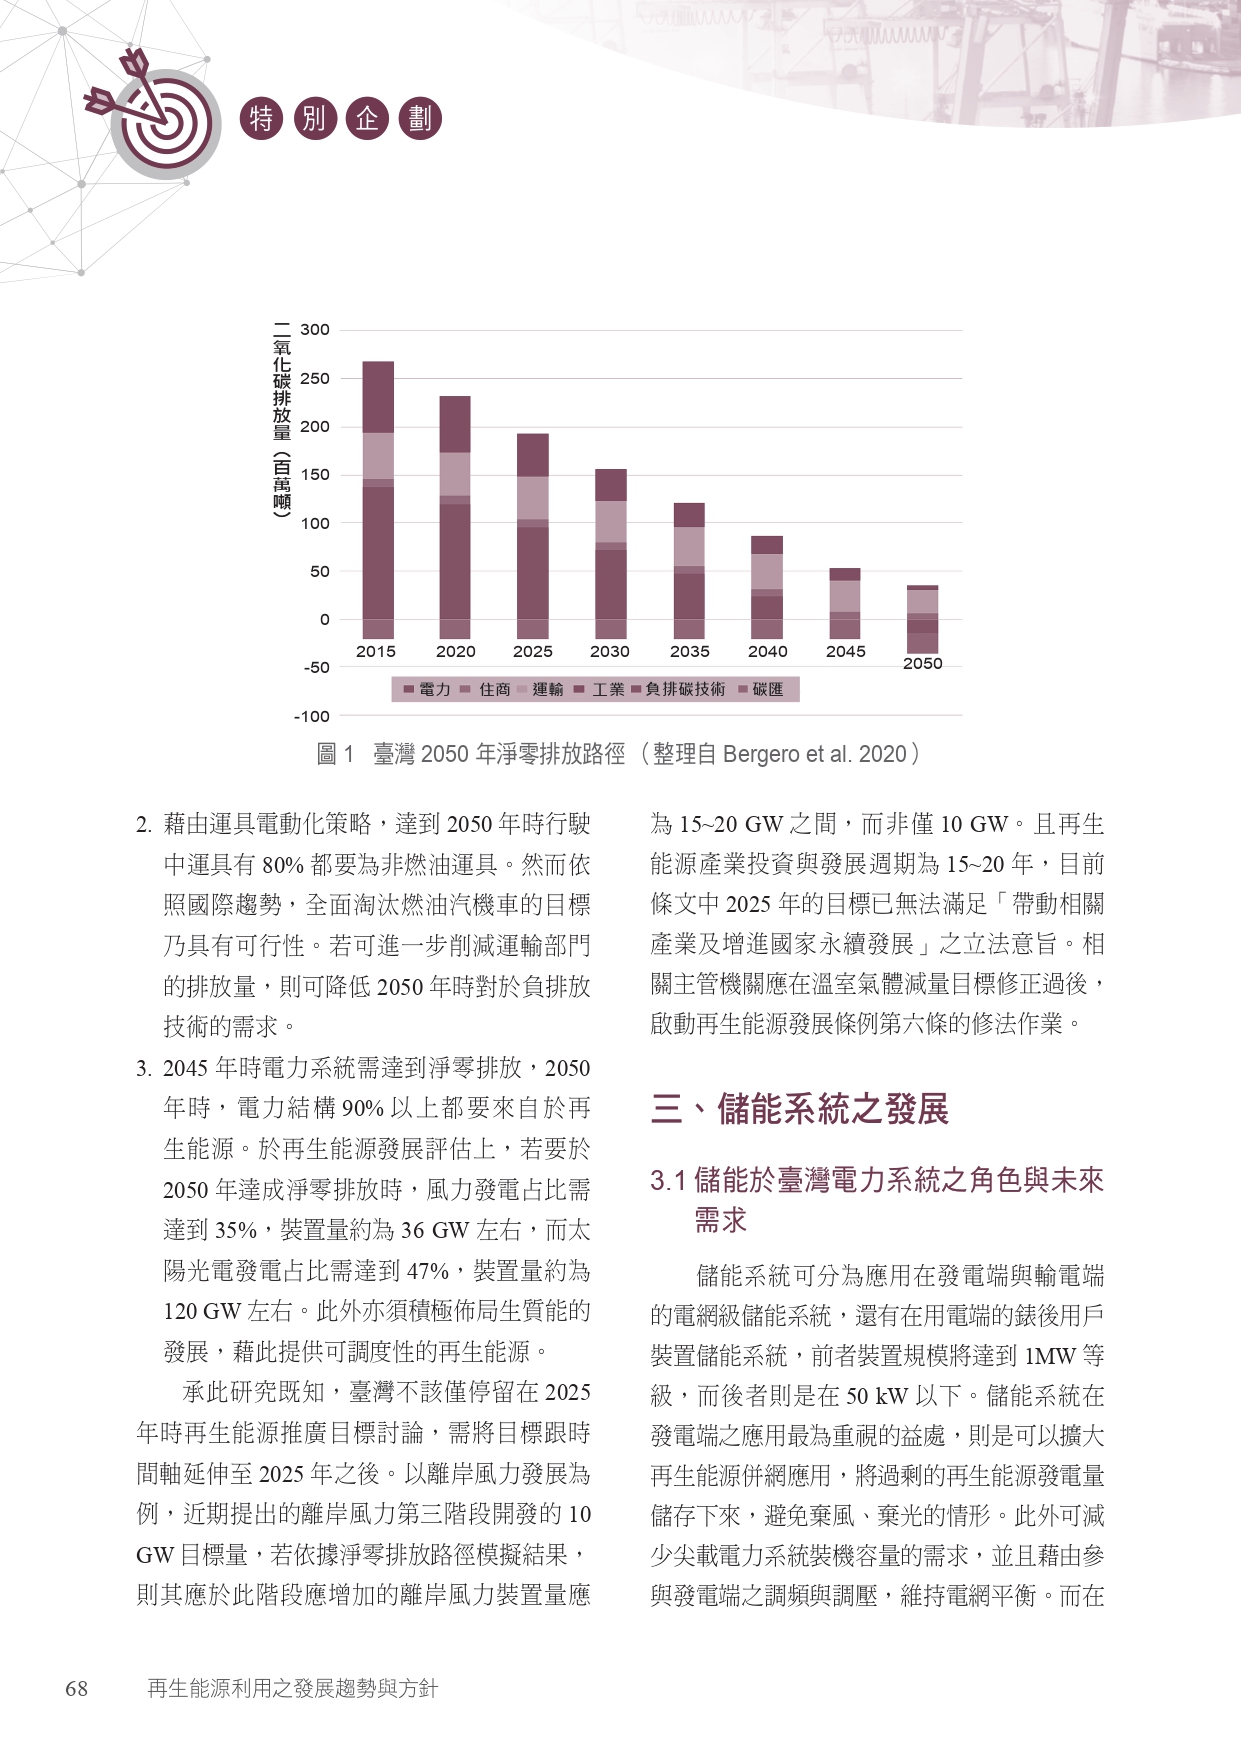 特別企劃
二氧化碳排放量（百萬噸）
300
250
200
150
100
50
0
-50
-100
2015 2020 2025 2030 2035 2040 2045 2050
電力 住商 運輸 工業 負排碳技術 碳匯
圖 1 臺灣 2050 年淨零排放路徑（整理自 Bergero et al. 2020）
2. 藉由運具電動化策略，達到 2050 年時行駛
中運具有 80% 都要為非燃油運具。然而依
照國際趨勢，全面淘汰燃油汽機車的目標
乃具有可行性。若可進一步削減運輸部門
的排放量，則可降低 2050 年時對於負排放
技術的需求。
3. 2045 年時電力系統需達到淨零排放，2050
年時，電力結構 90% 以上都要來自於再
生能源。於再生能源發展評估上，若要於
2050 年達成淨零排放時，風力發電占比需
達到 35%，裝置量約為 36 GW 左右，而太
陽光電發電占比需達到 47%，裝置量約為
120 GW 左右。此外亦須積極佈局生質能的
發展，藉此提供可調度性的再生能源。
承此研究既知，臺灣不該僅停留在 2025
年時再生能源推廣目標討論，需將目標跟時
間軸延伸至 2025 年之後。以離岸風力發展為
例，近期提出的離岸風力第三階段開發的 10
GW 目標量，若依據淨零排放路徑模擬結果，
則其應於此階段應增加的離岸風力裝置量應
為 15~20 GW 之間，而非僅 10 GW。且再生
能源產業投資與發展週期為 15~20 年，目前
條文中 2025 年的目標已無法滿足「帶動相關
產業及增進國家永續發展」之立法意旨。相
關主管機關應在溫室氣體減量目標修正過後，
啟動再生能源發展條例第六條的修法作業。
三、儲能系統之發展
3.1 儲能於臺灣電力系統之角色與未來
需求
儲能系統可分為應用在發電端與輸電端
的電網級儲能系統，還有在用電端的錶後用戶
裝置儲能系統，前者裝置規模將達到 1MW 等
級，而後者則是在 50 kW 以下。儲能系統在
發電端之應用最為重視的益處，則是可以擴大
再生能源併網應用，將過剩的再生能源發電量
儲存下來，避免棄風、棄光的情形。此外可減
少尖載電力系統裝機容量的需求，並且藉由參
與發電端之調頻與調壓，維持電網平衡。而在
68 再生能源利用之發展趨勢與方針